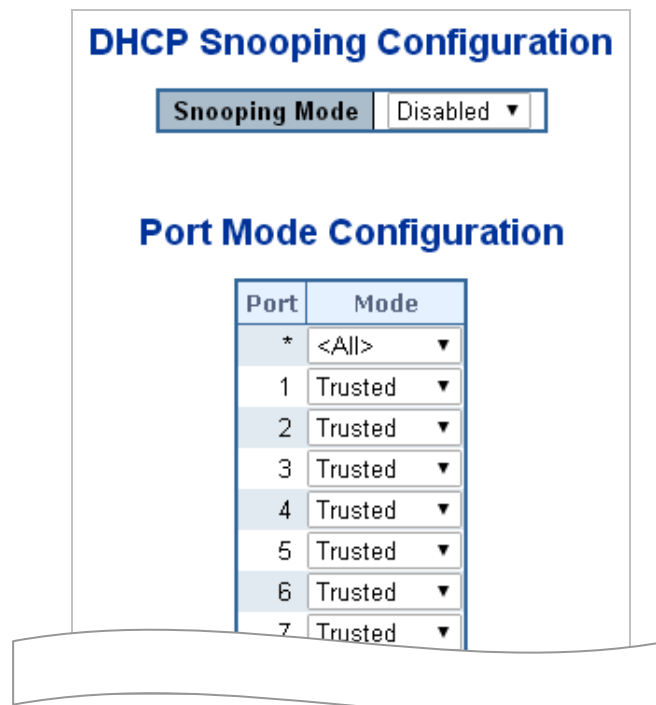 DHCP Snooping Configuration
Snooping Mode Disabled
Port Mode Configuration
Port Mode
* <All>
1 Trusted
2 Trusted
3 Trusted
4 Trusted
5 Trusted
6 Trusted
7 Trusted